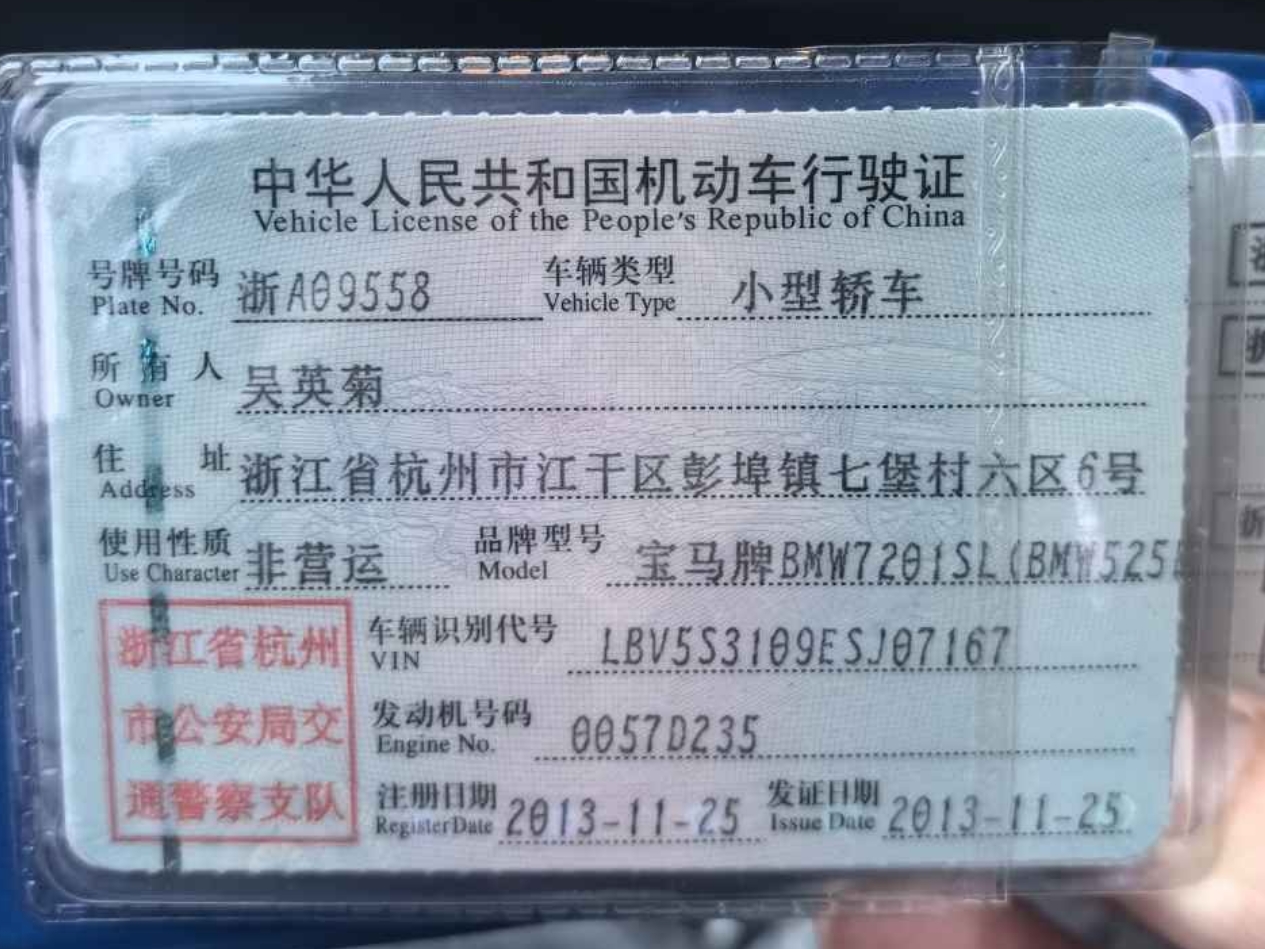 中华人民共和国机动车行驶证
Vehicle License of the People's Republic of China
号牌号码 浙A09558 车辆类型 小型轿车
Plate No. Vehicle Type
所有人 吴英菊
Owner
住址 浙江省杭州市江干区彭埠镇七堡村六区6号
Address
使用性质 非营运 品牌型号 宝马牌BMW7201SL(BMW525
Use Character Model
浙江省杭州
市公安局交
通警察支队
车辆识别代号 LBV5S3109ESJ07167
VIN
发动机号码 0057D235
Engine No.
注册日期 2013-11-25 发证日期 2013-11-25
Register Date Issue Date